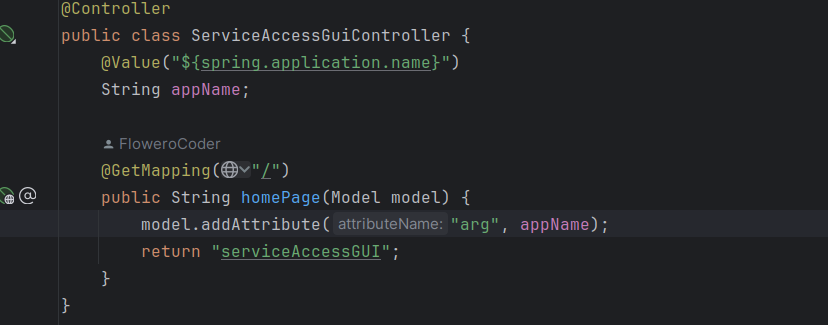 @Controller
public class ServiceAccessGuiController {
@Value("${spring.application.name}")
String appName;
FloweroCoder
@GetMapping("/")
public String homePage(Model model) {
model.addAttribute( attributeName: "arg", appName);
return "serviceAccessGUI";
}
}